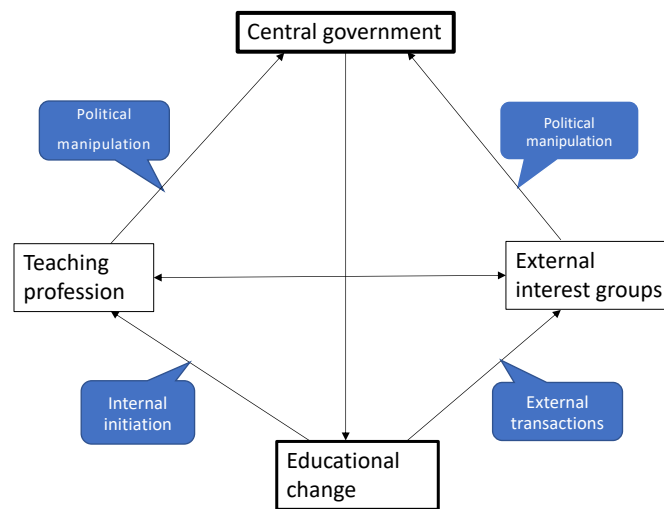 Central government
Political
manipulation
Political
manipulation
Teaching
profession
External
interest groups
Internal
initiation
External
transactions
Educational
change